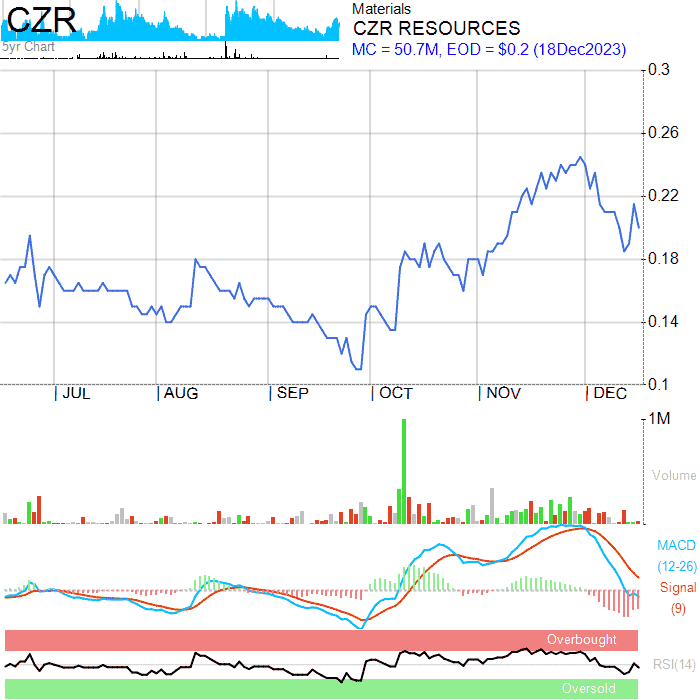 CZR
5yr Chart
Materials
CZR RESOURCES
MC = 50.7M, EOD = $0.2 (18Dec2023)
0.3
0.26
0.22
0.18
0.14
0.1
JUL AUG SEP OCT NOV DEC
1M
Volume
MACD
(12-26)
Signal
(9)
Overbought
RSI(14)
Oversold